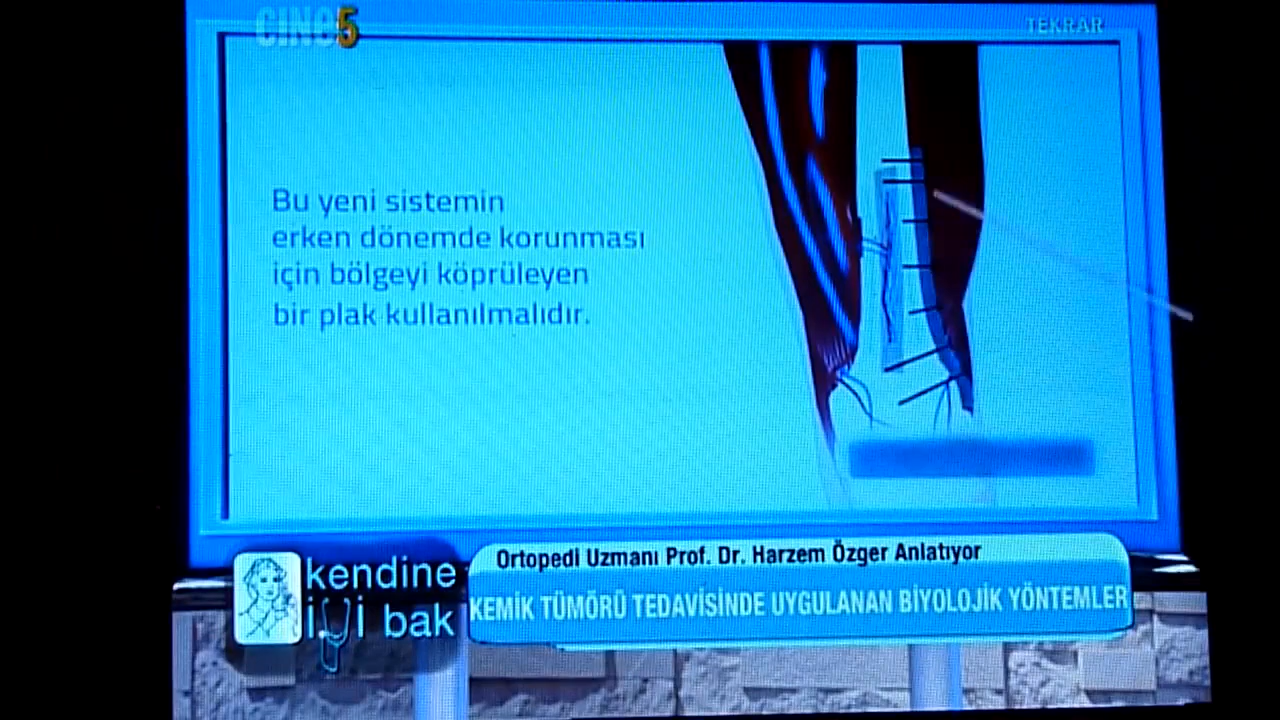 CINE5
TEKRAR
Bu yeni sistemin
erken dönemde korunması
için bölgeyi köprüleyen
bir plak kullanılmalıdır.
kendine
iyi bak
Ortopedi Uzmanı Prof. Dr. Harzem Özger Anlatıyor
KEMİK TÜMÖRÜ TEDAVİSİNDE UYGULANAN BİYOLOJİK YÖNTEMLER